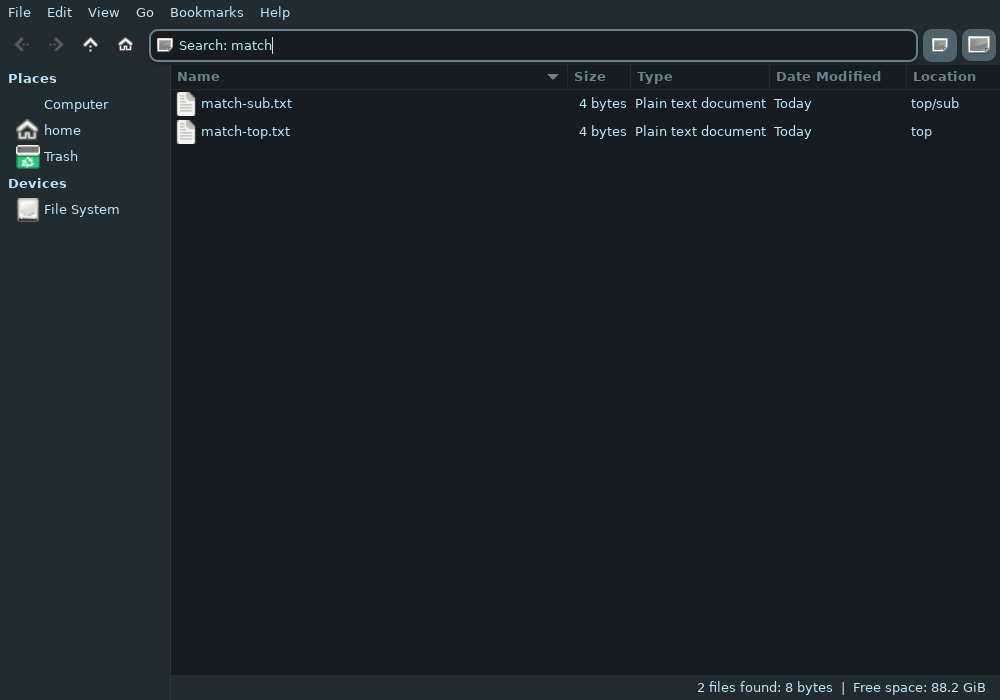 File Edit View Go Bookmarks Help
Search: match
Places
Computer
home
Trash
Devices
File System
Name Size Type Date Modified Location
match-sub.txt 4 bytes Plain text document Today top/sub
match-top.txt 4 bytes Plain text document Today top
2 files found: 8 bytes | Free space: 88.2 GiB